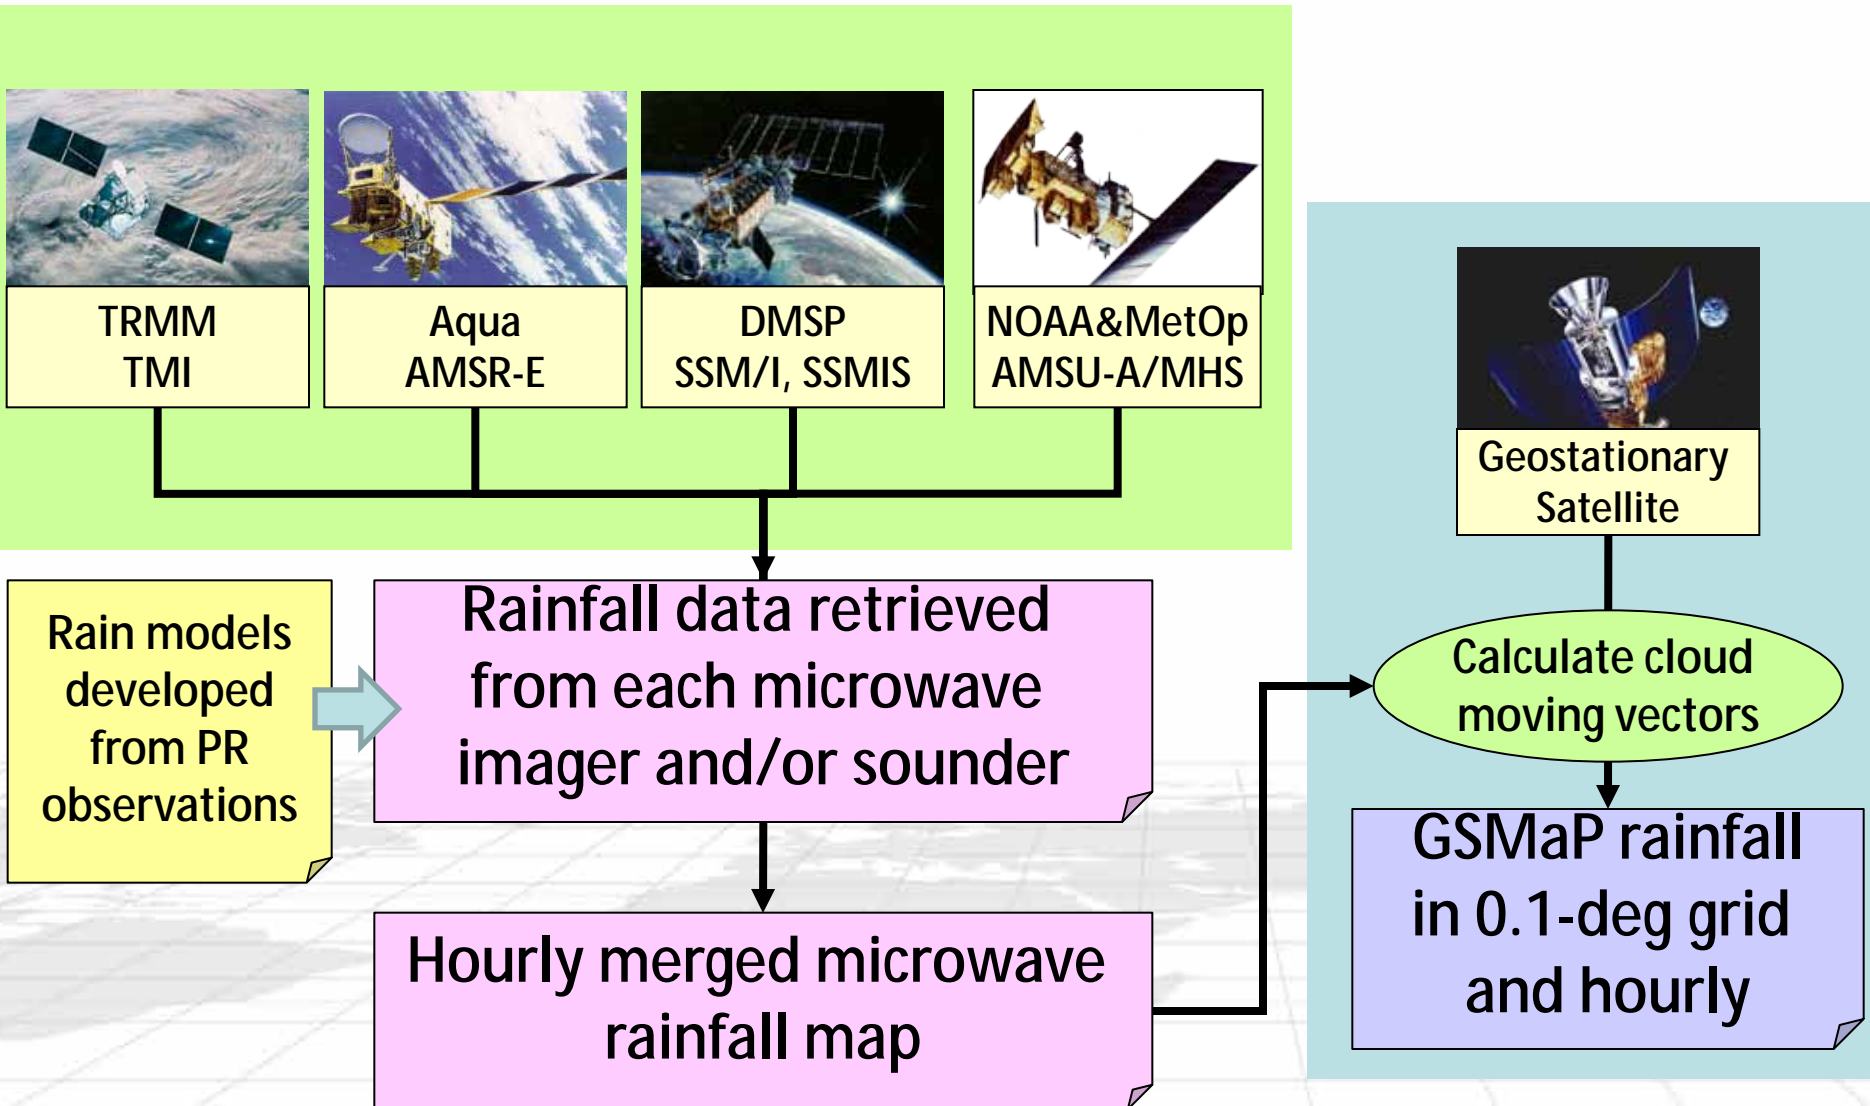 TRMM
TMI
Aqua
AMSR-E
DMSP
SSM/I, SSMIS
NOAA&MetOp
AMSU-A/MHS
Geostationary
Satellite
Rain models
developed
from PR
observations
Rainfall data retrieved
from each microwave
imager and/or sounder
Calculate cloud
moving vectors
Hourly merged microwave
rainfall map
GSMaP rainfall
in 0.1-deg grid
and hourly